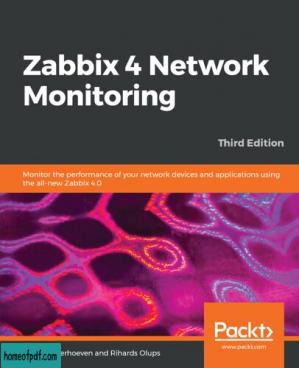 Zabbix 4 Network
Monitoring
Third Edition
Monitor the performance of your network devices and applications using
the all-new Zabbix 4.0
Packt>
www.packt.com
homeofpdf.com
and Rihards Olups